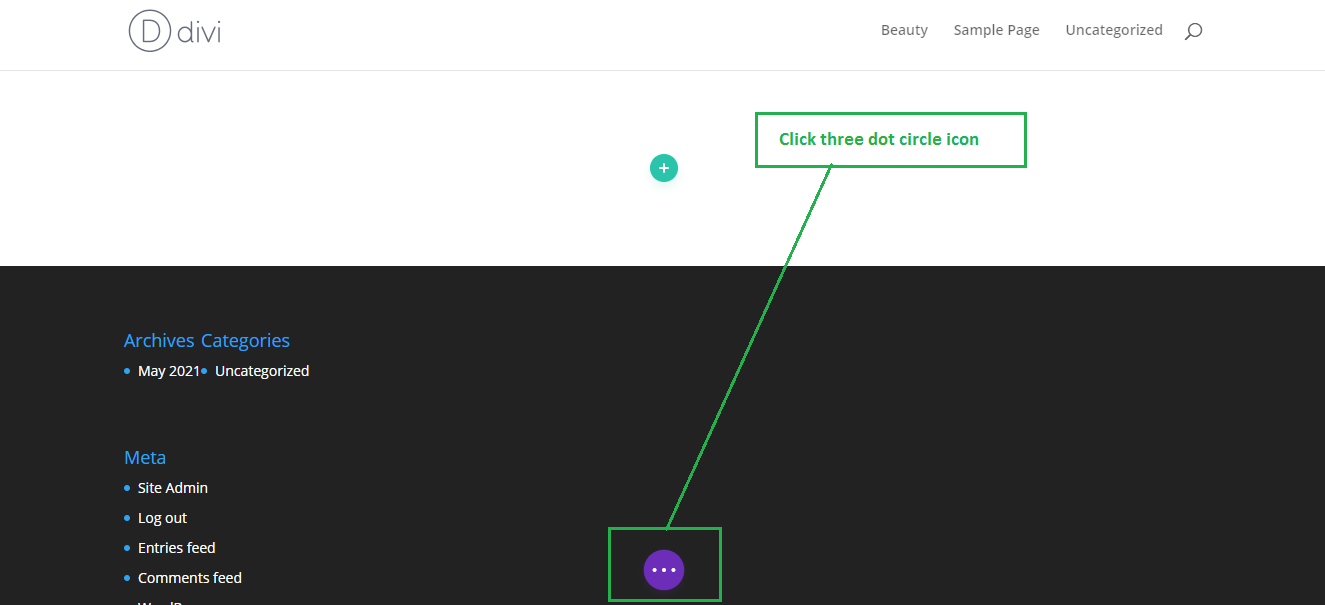 D divi
Beauty Sample Page Uncategorized
Click three dot circle icon
Archives Categories
May 2021 Uncategorized
Meta
Site Admin
Log out
Entries feed
Comments feed